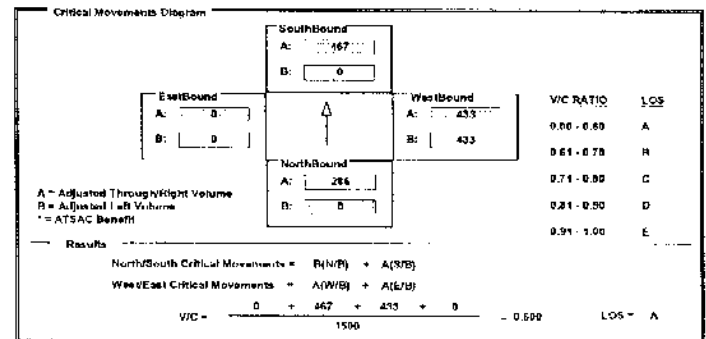 Critical Movements Diagram
SouthBound
A: 467
B: 0
EastBound
A: 0
B: 0
WestBound
A: 433
B: 433
NorthBound
A: 286
B: 0
V/C RATIO LOS
0.00 - 0.60 A
0.61 - 0.70 B
0.71 - 0.80 C
0.81 - 0.90 D
0.91 - 1.00 E
A = Adjusted Through/Right Volume
B = Adjusted Left Volume
* = ATSAC Benefit
Results
North/South Critical Movements = B(N/B) + A(S/B)
West/East Critical Movements = A(W/B) + A(E/B)
V/C = 0 + 467 + 433 + 0 = 0.600 LOS = A
1500